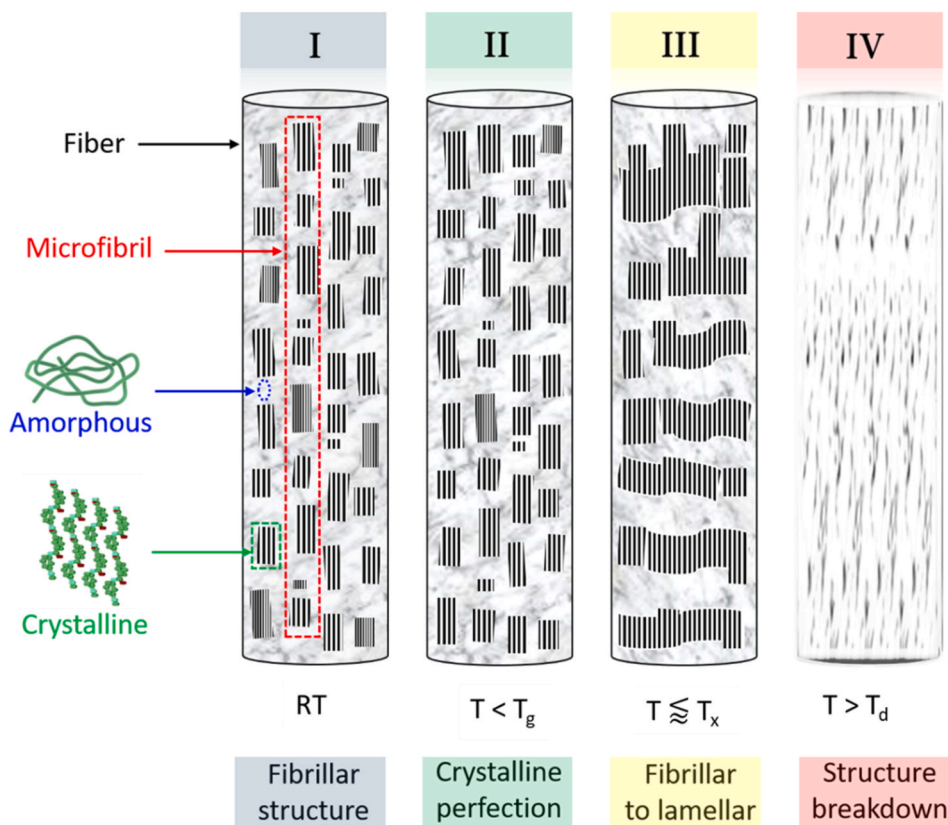 I
II
III
IV
Fiber
Microfibril
Amorphous
Crystalline
RT
T < Tg
T ⪅ Tx
T > Td
Fibrillar
structure
Crystalline
perfection
Fibrillar
to lamellar
Structure
breakdown